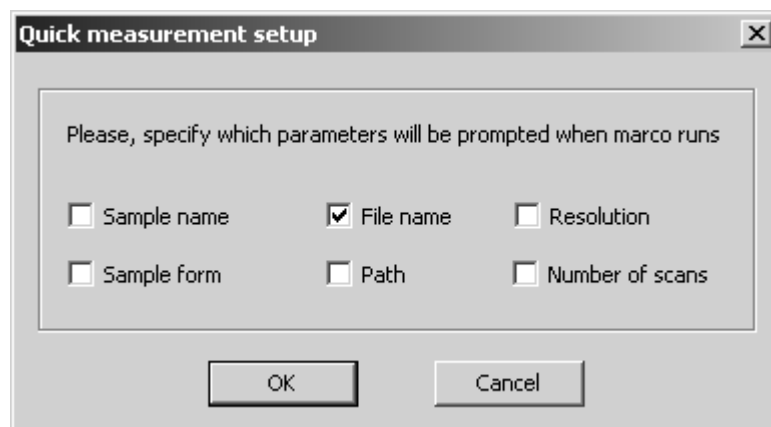 Quick measurement setup
Please, specify which parameters will be prompted when marco runs
Sample name File name Resolution
Sample form Path Number of scans
OK Cancel